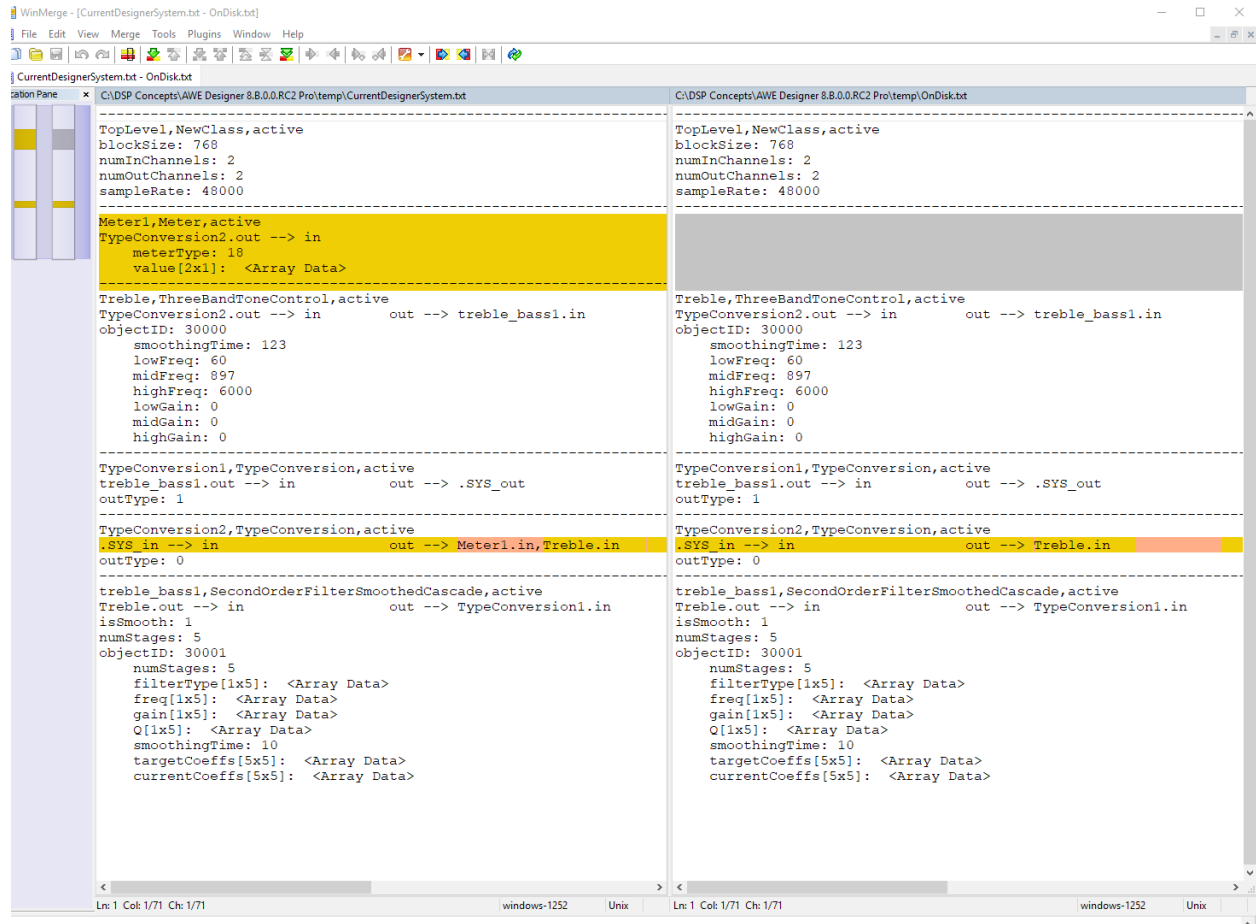 WinMerge - [CurrentDesignerSystem.txt - OnDisk.txt]
File Edit View Merge Tools Plugins Window Help
CurrentDesignerSystem.txt - OnDisk.txt
cation Pane
C:\DSP Concepts\AWE Designer 8.B.0.0.RC2 Pro\temp\CurrentDesignerSystem.txt
TopLevel,NewClass,active
blockSize: 768
numInChannels: 2
numOutChannels: 2
sampleRate: 48000
Meter1,Meter,active
TypeConversion2.out --> in
meterType: 18
value[2x1]: <Array Data>
Treble,ThreeBandToneControl,active
TypeConversion2.out --> in out --> treble_bass1.in
objectID: 30000
smoothingTime: 123
lowFreq: 60
midFreq: 897
highFreq: 6000
lowGain: 0
midGain: 0
highGain: 0
TypeConversion1,TypeConversion,active
treble_bass1.out --> in out --> .SYS_out
outType: 1
TypeConversion2,TypeConversion,active
.SYS_in --> in out --> Meter1.in,Treble.in
outType: 0
treble_bass1,SecondOrderFilterSmoothedCascade,active
Treble.out --> in out --> TypeConversion1.in
isSmooth: 1
numStages: 5
objectID: 30001
numStages: 5
filterType[1x5]: <Array Data>
freq[1x5]: <Array Data>
gain[1x5]: <Array Data>
Q[1x5]: <Array Data>
smoothingTime: 10
targetCoeffs[5x5]: <Array Data>
currentCoeffs[5x5]: <Array Data>
Ln: 1 Col: 1/71 Ch: 1/71 windows-1252 Unix
C:\DSP Concepts\AWE Designer 8.B.0.0.RC2 Pro\temp\OnDisk.txt
TopLevel,NewClass,active
blockSize: 768
numInChannels: 2
numOutChannels: 2
sampleRate: 48000
Treble,ThreeBandToneControl,active
TypeConversion2.out --> in out --> treble_bass1.in
objectID: 30000
smoothingTime: 123
lowFreq: 60
midFreq: 897
highFreq: 6000
lowGain: 0
midGain: 0
highGain: 0
TypeConversion1,TypeConversion,active
treble_bass1.out --> in out --> .SYS_out
outType: 1
TypeConversion2,TypeConversion,active
.SYS_in --> in out --> Treble.in
outType: 0
treble_bass1,SecondOrderFilterSmoothedCascade,active
Treble.out --> in out --> TypeConversion1.in
isSmooth: 1
numStages: 5
objectID: 30001
numStages: 5
filterType[1x5]: <Array Data>
freq[1x5]: <Array Data>
gain[1x5]: <Array Data>
Q[1x5]: <Array Data>
smoothingTime: 10
targetCoeffs[5x5]: <Array Data>
currentCoeffs[5x5]: <Array Data>
Ln: 1 Col: 1/71 Ch: 1/71 windows-1252 Unix